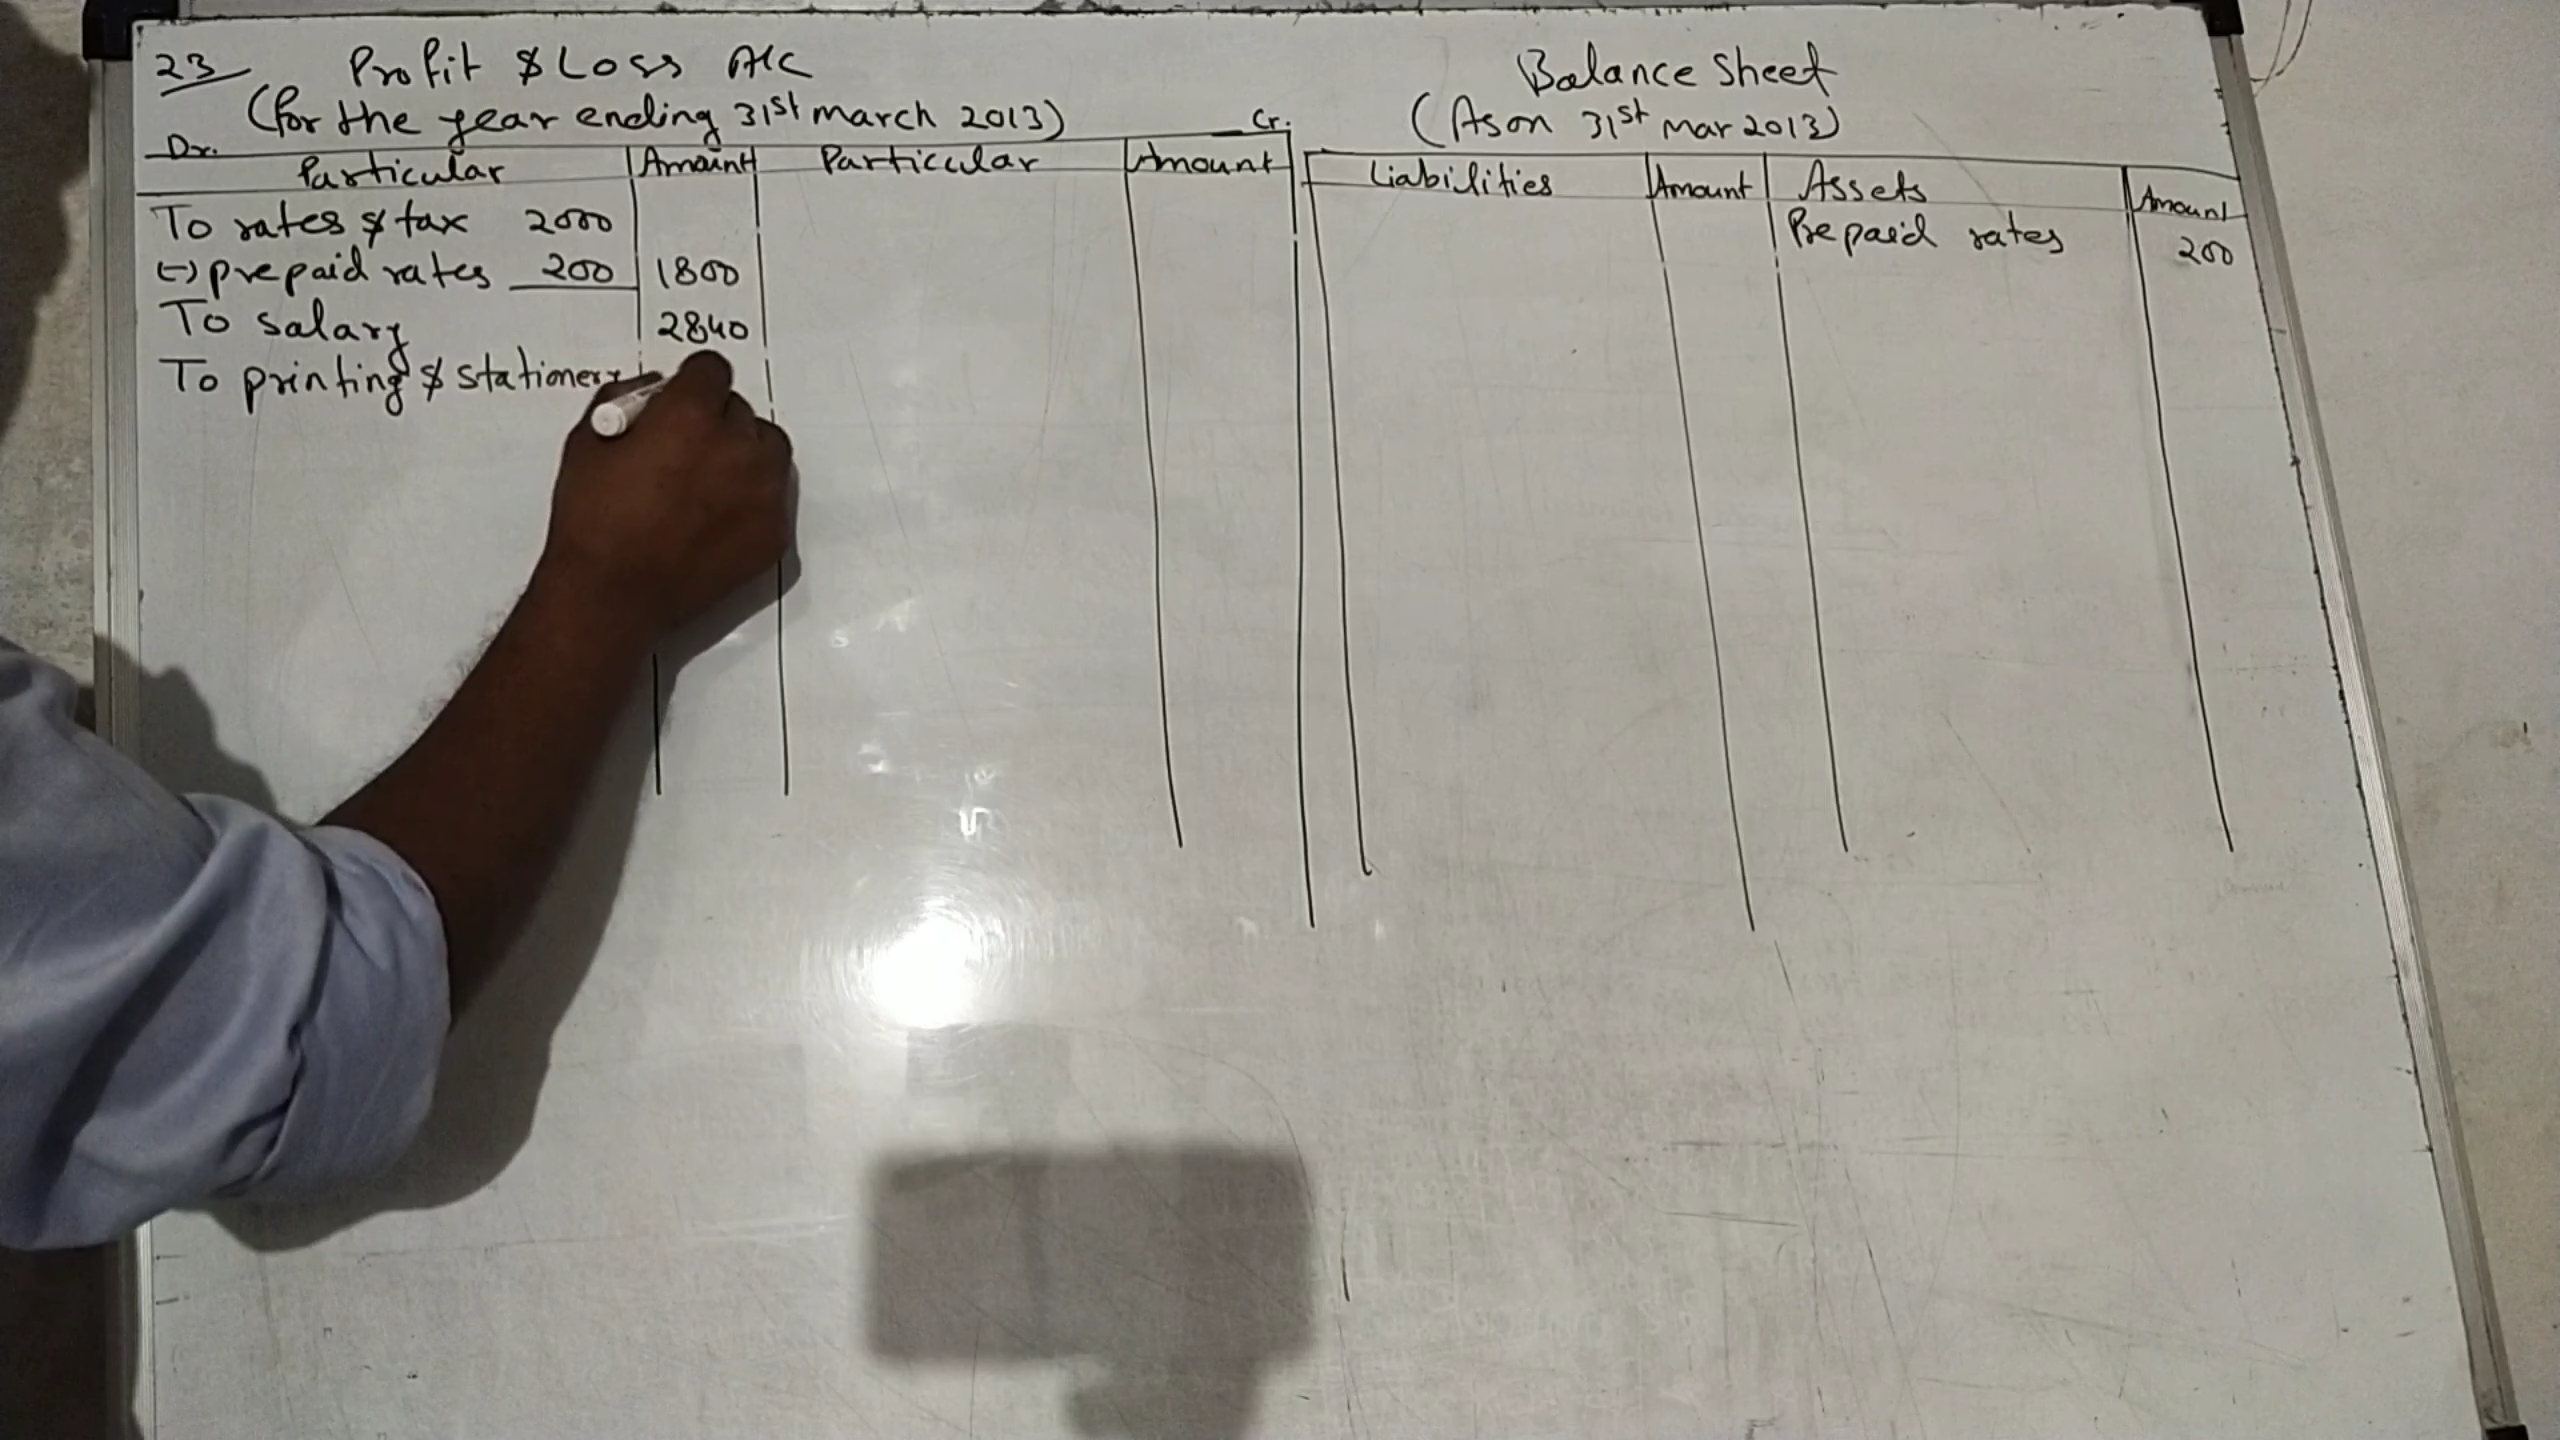 23 Profit & Loss A/c
(for the year ending 31st march 2013)
Dr. Cr.
Particular Amount Particular Amount
To rates & tax 2000
(-) prepaid rates 200 1800
To salary 2840
To printing & stationery
Balance Sheet
(As on 31st Mar 2013)
Liabilities Amount Assets Amount
Prepaid rates 200